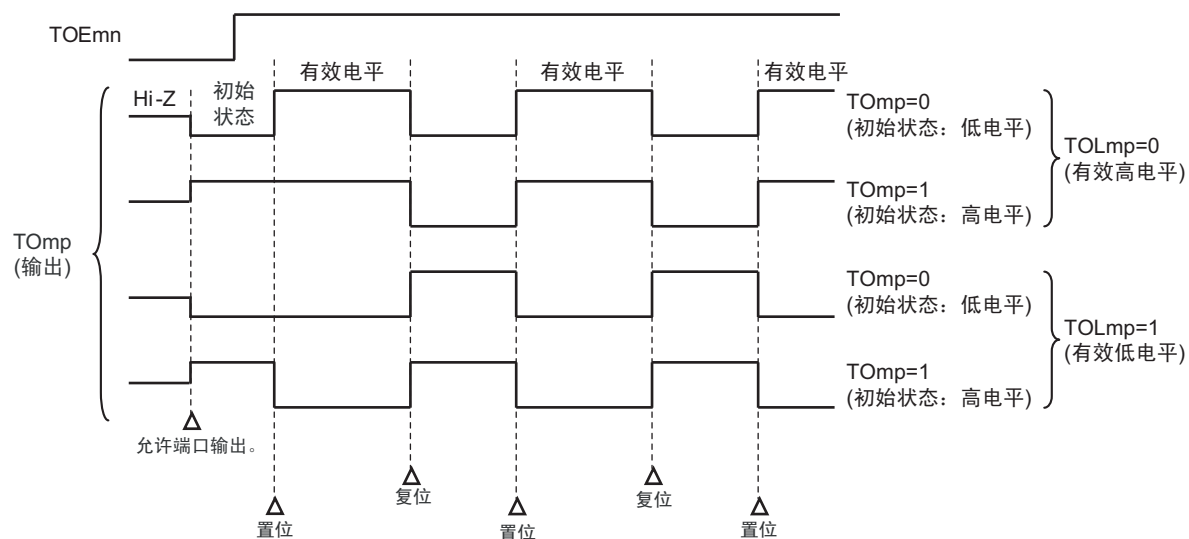 TOEmn
有效电平
有效电平
有效电平
Hi-Z
初始
状态
TOmp=0
(初始状态：低电平)
TOLmp=0
(有效高电平)
TOmp=1
(初始状态：高电平)
TOmp
(输出)
TOmp=0
(初始状态：低电平)
TOLmp=1
(有效低电平)
TOmp=1
(初始状态：高电平)
允许端口输出。
复位
复位
置位
置位
置位